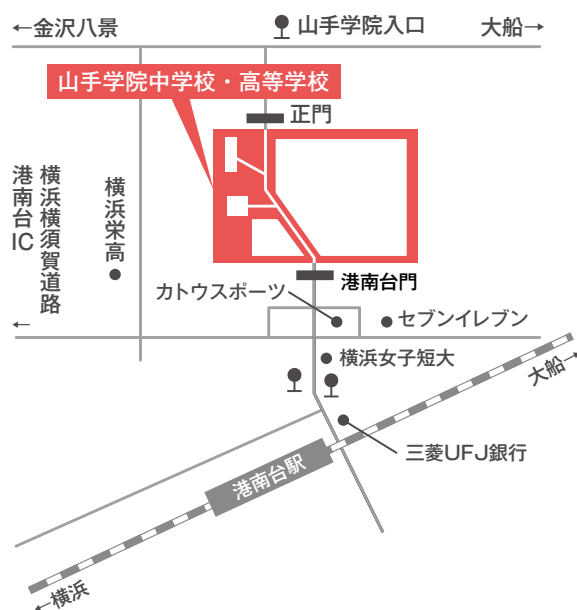 ←金沢八景
山手学院入口
大船→
山手学院中学校・高等学校
正門
横浜横須賀道路
港南台IC
←
横浜栄高
港南台門
カトウスポーツ
セブンイレブン
横浜女子短大
大船→
三菱UFJ銀行
港南台駅
←横浜